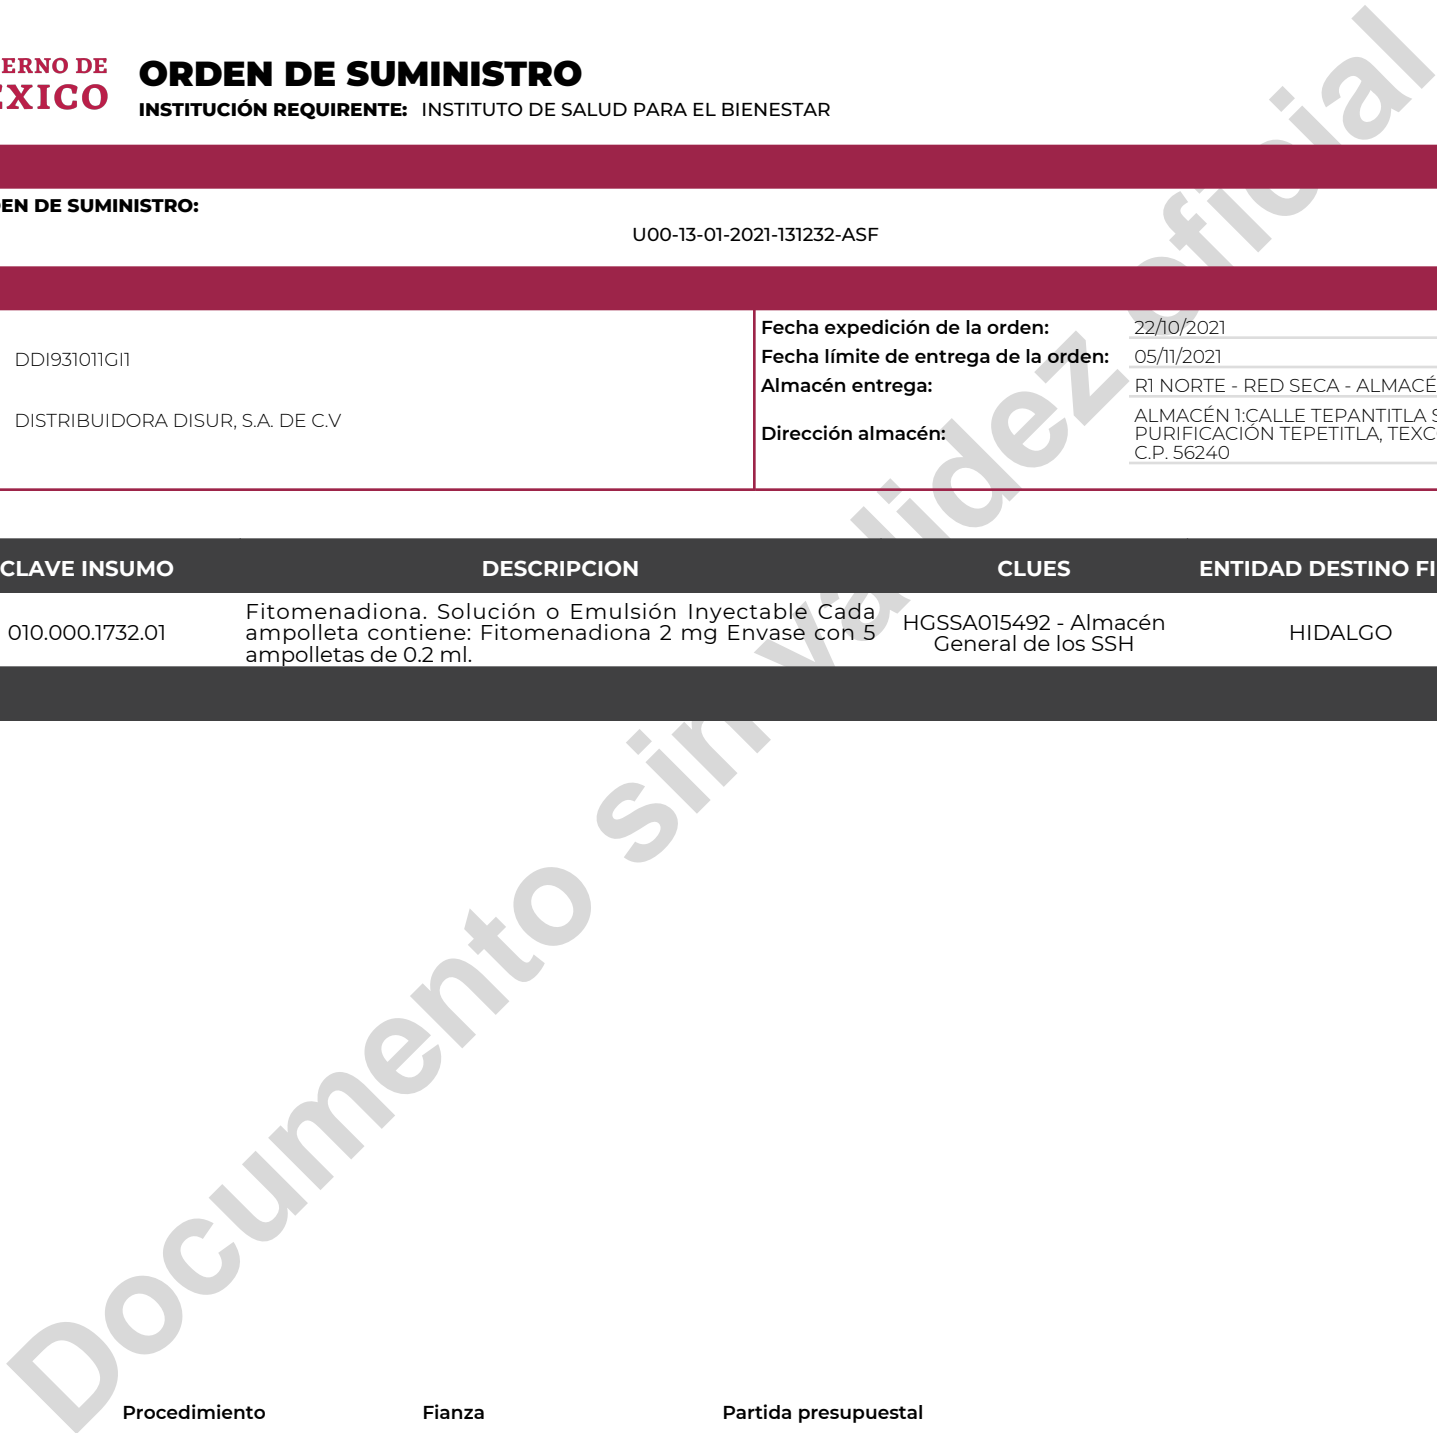 ERNO DE
ORDEN DE SUMINISTRO
EXICO
INSTITUCIÓN REQUIRENTE: INSTITUTO DE SALUD PARA EL BIENESTAR
EN DE SUMINISTRO:
U00-13-01-2021-131232-ASF
DDI931011GI1
DISTRIBUIDORA DISUR, S.A. DE C.V
Fecha expedición de la orden: 22/10/2021
Fecha límite de entrega de la orden: 05/11/2021
Almacén entrega: R1 NORTE - RED SECA - ALMACÉ
Dirección almacén: ALMACÉN 1:CALLE TEPANTITLA S
PURIFICACIÓN TEPETITLA, TEXC
C.P. 56240
CLAVE INSUMO DESCRIPCION CLUES ENTIDAD DESTINO FI
010.000.1732.01
Fitomenadiona. Solución o Emulsión Inyectable Cada
ampolleta contiene: Fitomenadiona 2 mg Envase con 5
ampolletas de 0.2 ml.
HGSSA015492 - Almacén
General de los SSH
HIDALGO
Documento sin validez oficial
Procedimiento Fianza Partida presupuestal